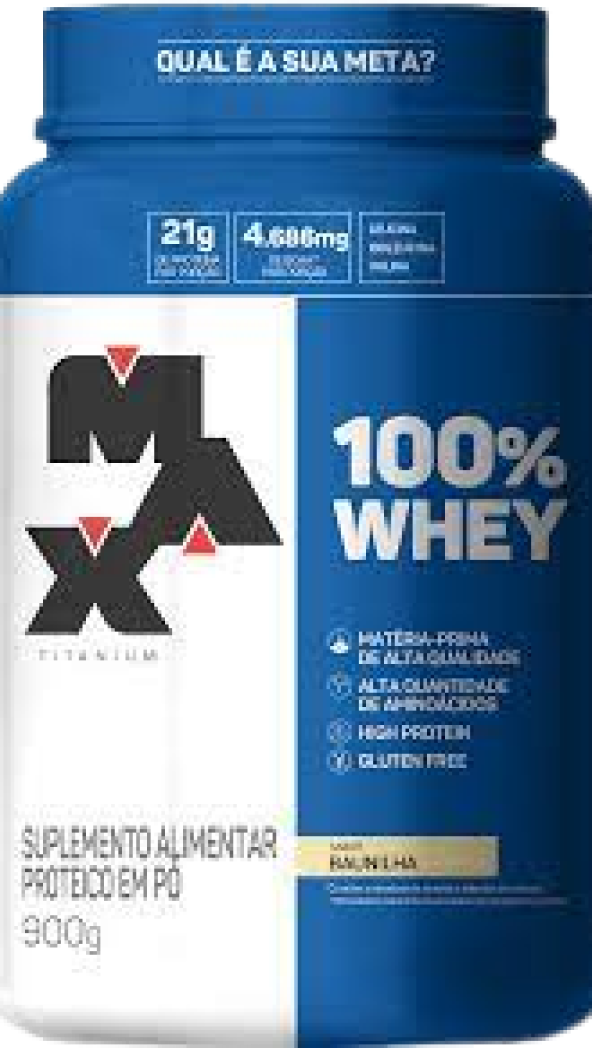 QUAL É A SUA META?
21g
4.686mg
MAX
TITANIUM
100%
WHEY
MATÉRIA-PRIMA
DE ALTA QUALIDADE
ALTA QUANTIDADE
DE AMINOÁCIDOS
HIGH PROTEIN
GLUTEN FREE
SUPLEMENTO ALIMENTAR
PROTEICO EM PÓ
900g
BAUNILHA